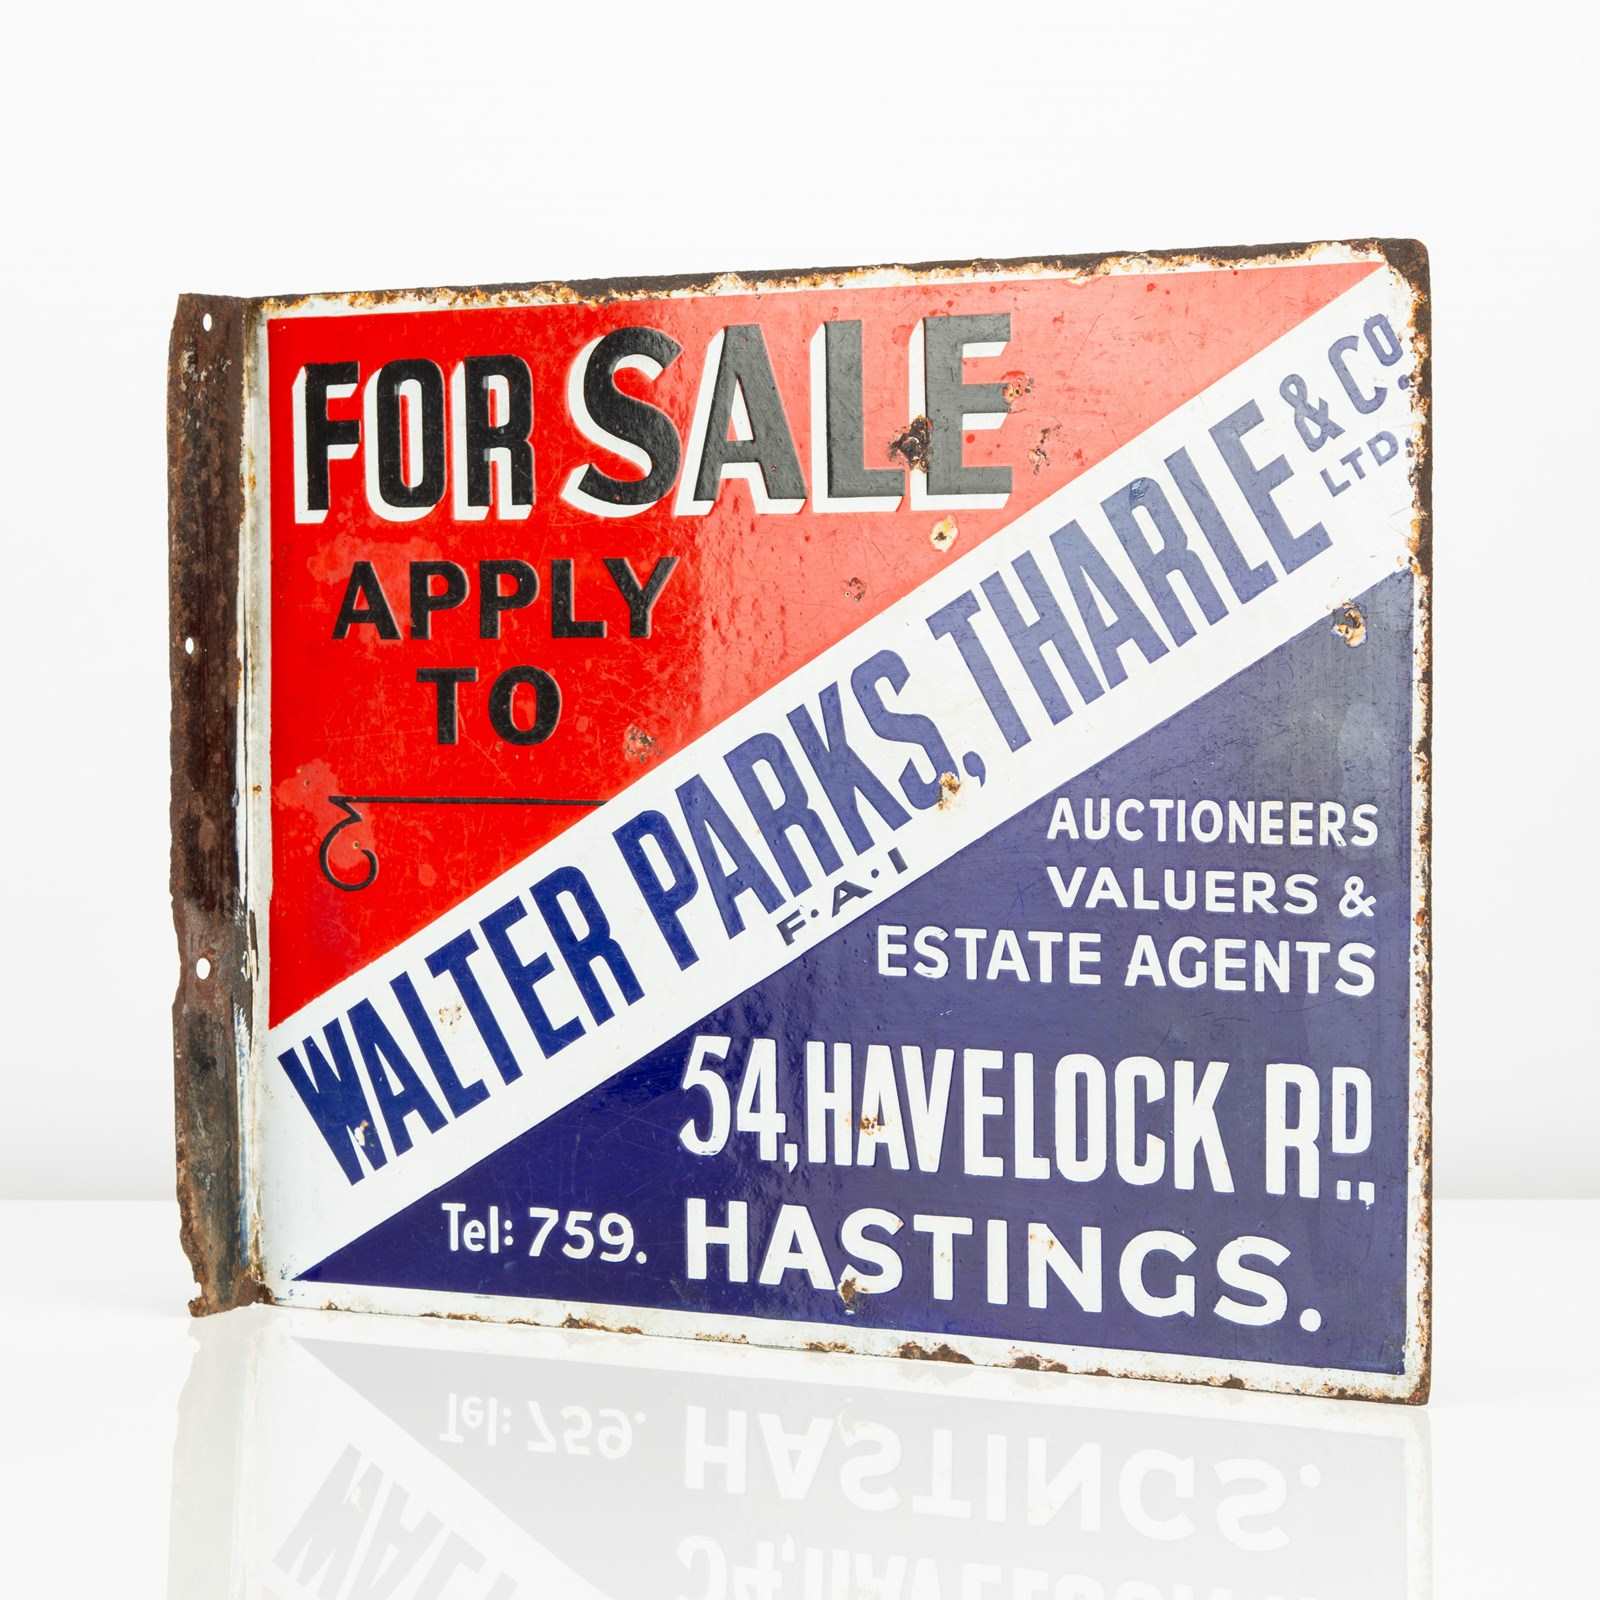 FOR SALE
APPLY
TO
WALTER PARKS, THARLE & Co. LTD.
F.A.I
AUCTIONEERS
VALUERS &
ESTATE AGENTS
54, HAVELOCK RD.,
Tel: 759. HASTINGS.